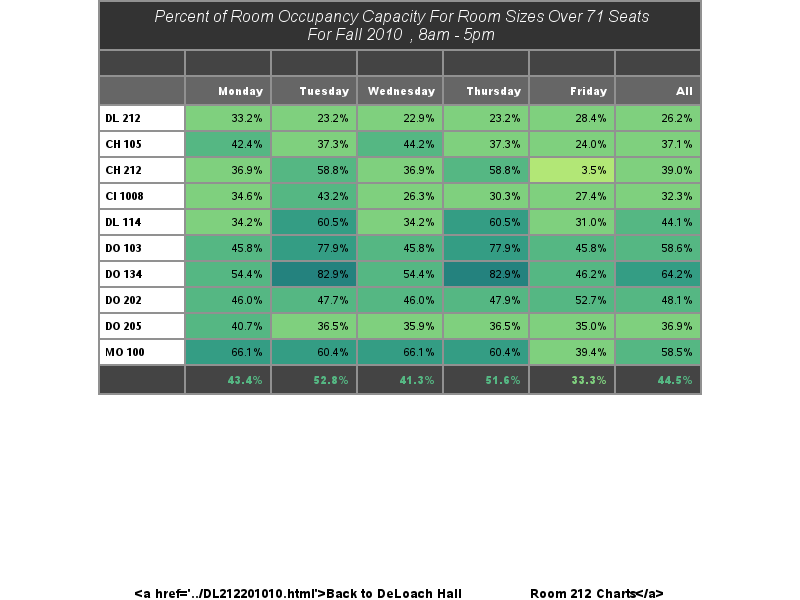 Percent of Room Occupancy Capacity For Room Sizes Over 71 Seats
For Fall 2010 , 8am - 5pm
Monday Tuesday Wednesday Thursday Friday All
DL 212 33.2% 23.2% 22.9% 23.2% 28.4% 26.2%
CH 105 42.4% 37.3% 44.2% 37.3% 24.0% 37.1%
CH 212 36.9% 58.8% 36.9% 58.8% 3.5% 39.0%
CI 1008 34.6% 43.2% 26.3% 30.3% 27.4% 32.3%
DL 114 34.2% 60.5% 34.2% 60.5% 31.0% 44.1%
DO 103 45.8% 77.9% 45.8% 77.9% 45.8% 58.6%
DO 134 54.4% 82.9% 54.4% 82.9% 46.2% 64.2%
DO 202 46.0% 47.7% 46.0% 47.9% 52.7% 48.1%
DO 205 40.7% 36.5% 35.9% 36.5% 35.0% 36.9%
MO 100 66.1% 60.4% 66.1% 60.4% 39.4% 58.5%
43.4% 52.8% 41.3% 51.6% 33.3% 44.5%
<a href='../DL212201010.html'>Back to DeLoach Hall Room 212 Charts</a>